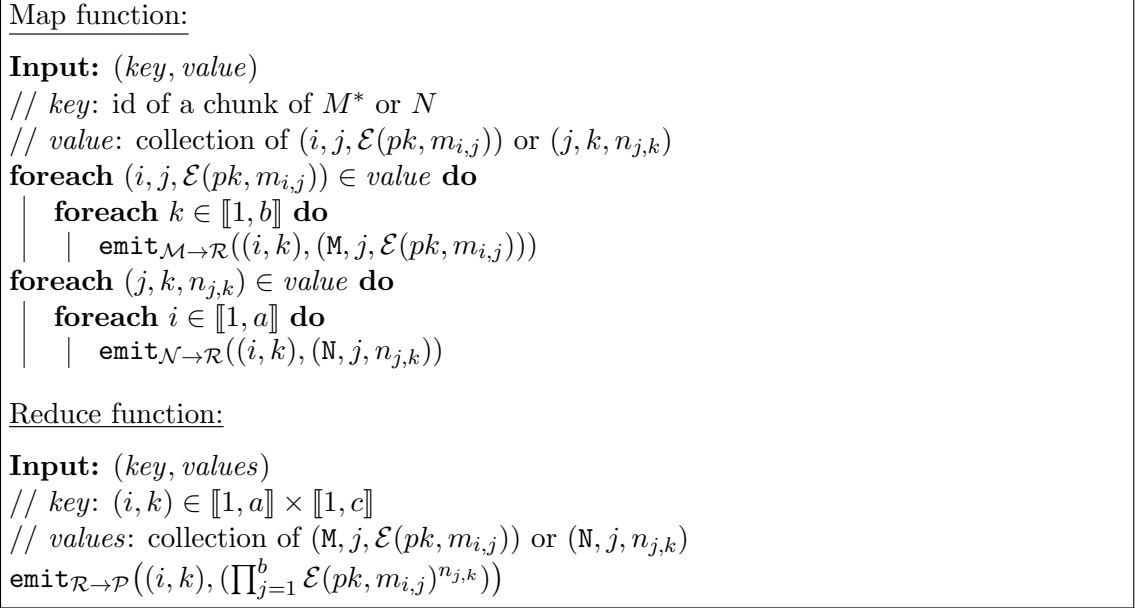 Map function:
Input: (key, value)
// key: id of a chunk of M* or N
// value: collection of (i, j, ℰ(pk, m_{i,j})) or (j, k, n_{j,k})
foreach (i, j, ℰ(pk, m_{i,j})) ∈ value do
foreach k ∈ ⟦1, b⟧ do
emit_{ℳ→ℛ}((i, k), (M, j, ℰ(pk, m_{i,j})))
foreach (j, k, n_{j,k}) ∈ value do
foreach i ∈ ⟦1, a⟧ do
emit_{𝒩→ℛ}((i, k), (N, j, n_{j,k}))
Reduce function:
Input: (key, values)
// key: (i, k) ∈ ⟦1, a⟧ × ⟦1, c⟧
// values: collection of (M, j, ℰ(pk, m_{i,j})) or (N, j, n_{j,k})
emit_{ℛ→𝒫}((i, k), (∏_{j=1}^{b} ℰ(pk, m_{i,j})^{n_{j,k}}))